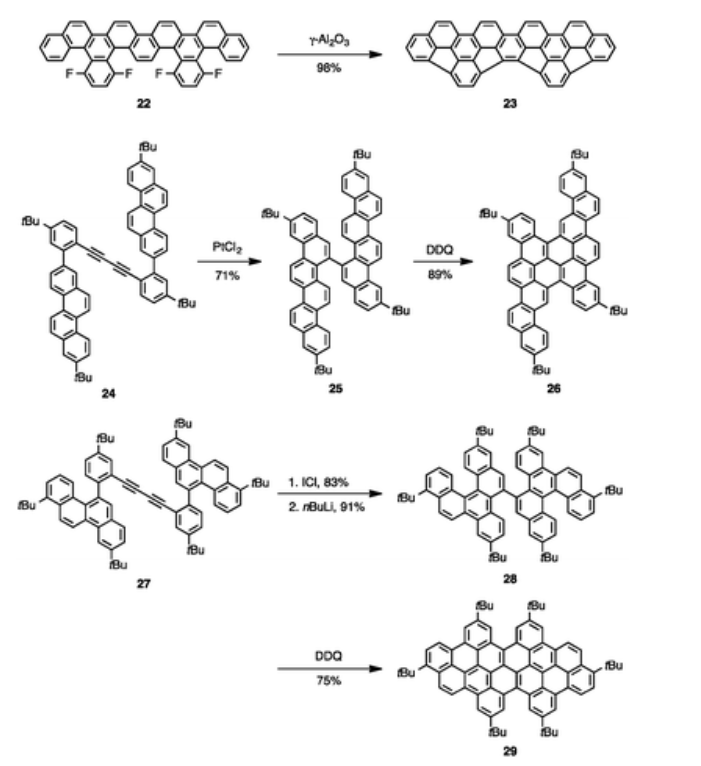 γ-Al2O3
98%
F
F
F
F
22
23
tBu
tBu
tBu
tBu
tBu
tBu
PtCl2
71%
DDQ
89%
tBu
tBu
tBu
tBu
tBu
tBu
24
25
26
tBu
tBu
tBu
tBu
tBu
tBu
1. ICl, 83%
2. nBuLi, 91%
tBu
tBu
tBu
tBu
tBu
tBu
27
28
tBu
tBu
DDQ
75%
tBu
tBu
tBu
tBu
29